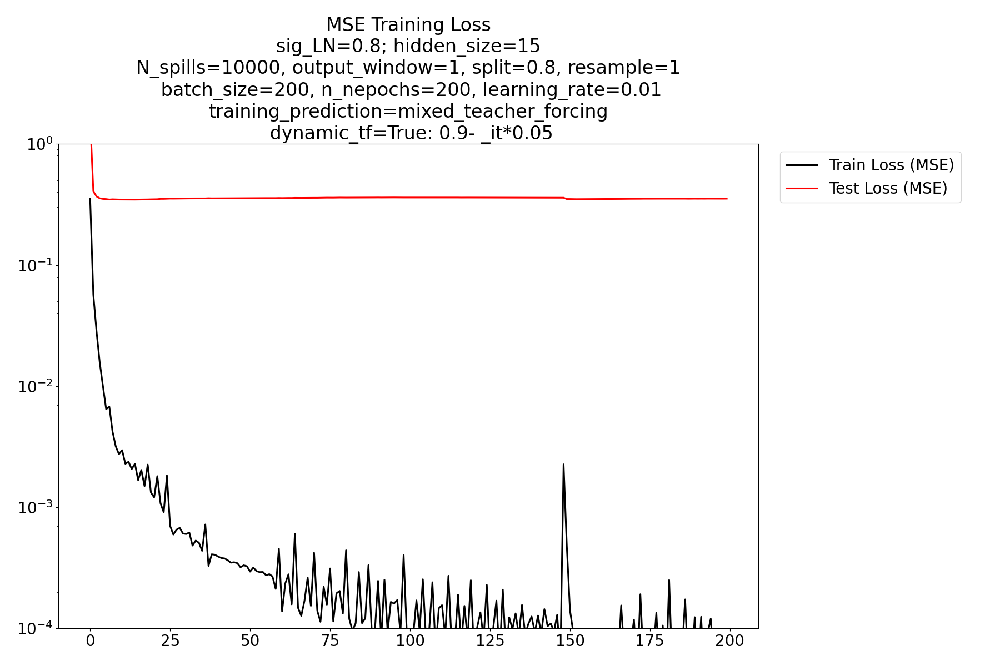 MSE Training Loss
sig_LN=0.8; hidden_size=15
N_spills=10000, output_window=1, split=0.8, resample=1
batch_size=200, n_nepochs=200, learning_rate=0.01
training_prediction=mixed_teacher_forcing
dynamic_tf=True: 0.9- _it*0.05
Train Loss (MSE)
Test Loss (MSE)
10⁰
10⁻¹
10⁻²
10⁻³
10⁻⁴
0 25 50 75 100 125 150 175 200